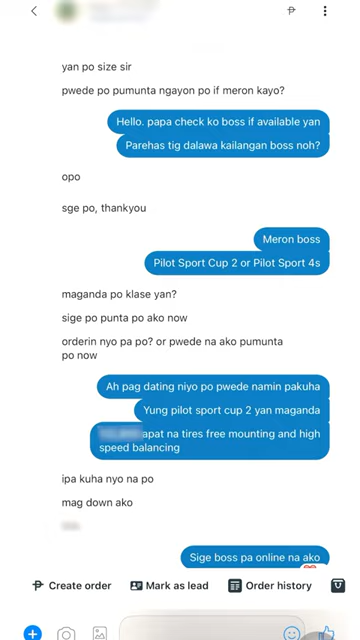 yan po size sir
pwede po pumunta ngayon po if meron kayo?
Hello. papa check ko boss if available yan
Parehas tig dalawa kailangan boss noh?
opo
sge po, thankyou
Meron boss
Pilot Sport Cup 2 or Pilot Sport 4s
maganda po klase yan?
sige po punta po ako now
orderin nyo pa po? or pwede na ako pumunta
po now
Ah pag dating niyo po pwede namin pakuha
Yung pilot sport cup 2 yan maganda
apat na tires free mounting and high
speed balancing
ipa kuha nyo na po
mag down ako
Sige boss pa online na ako
Create order
Mark as lead
Order history